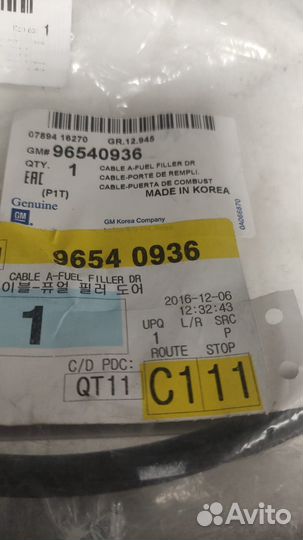 1
07894 16270 GR.12.945
GM# 96540936
QTY. 1
CABLE A-FUEL FILLER DR
CABLE-PORTE DE REMPLI.
CABLE-PUERTA DE COMBUST
EAC
(P1T)
MADE IN KOREA
Genuine
GM
GM Korea Company
0A066870
9654 0936
CABLE A-FUEL FILLER DR
이블-퓨얼 필러 도어
1
2016-12-06
12:32:43
UPQ L/R SRC
1 P
ROUTE STOP
C/D PDC:
QT11 C1 11
Avito